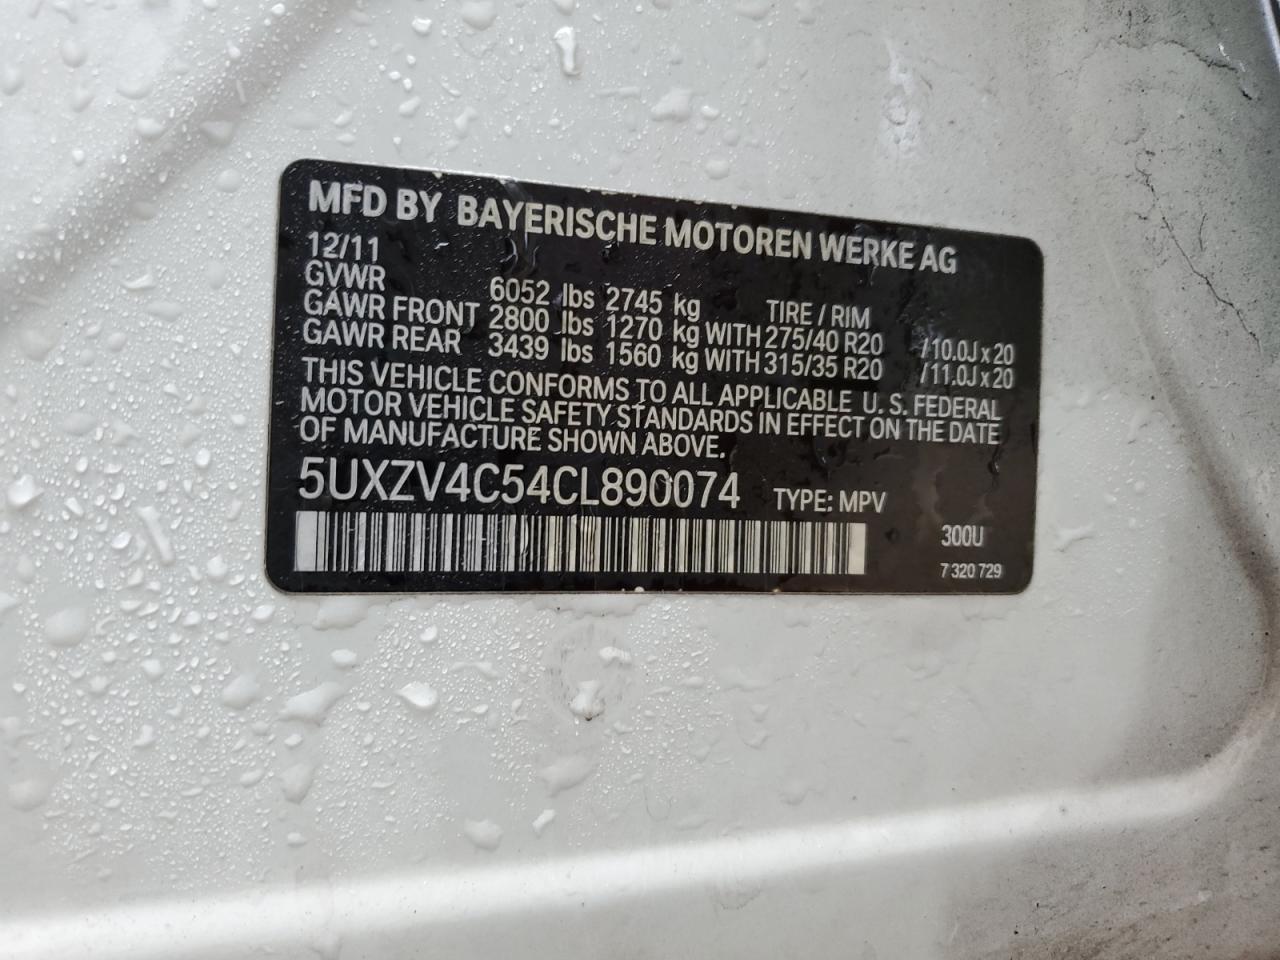 MFD BY BAYERISCHE MOTOREN WERKE AG
12/11
GVWR 6052 lbs 2745 kg TIRE / RIM
GAWR FRONT 2800 lbs 1270 kg WITH 275/40 R20 /10.0J x 20
GAWR REAR 3439 lbs 1560 kg WITH 315/35 R20 /11.0J x 20
THIS VEHICLE CONFORMS TO ALL APPLICABLE U.S. FEDERAL
MOTOR VEHICLE SAFETY STANDARDS IN EFFECT ON THE DATE
OF MANUFACTURE SHOWN ABOVE.
5UXZV4C54CL890074 TYPE: MPV
300U
7 320 729